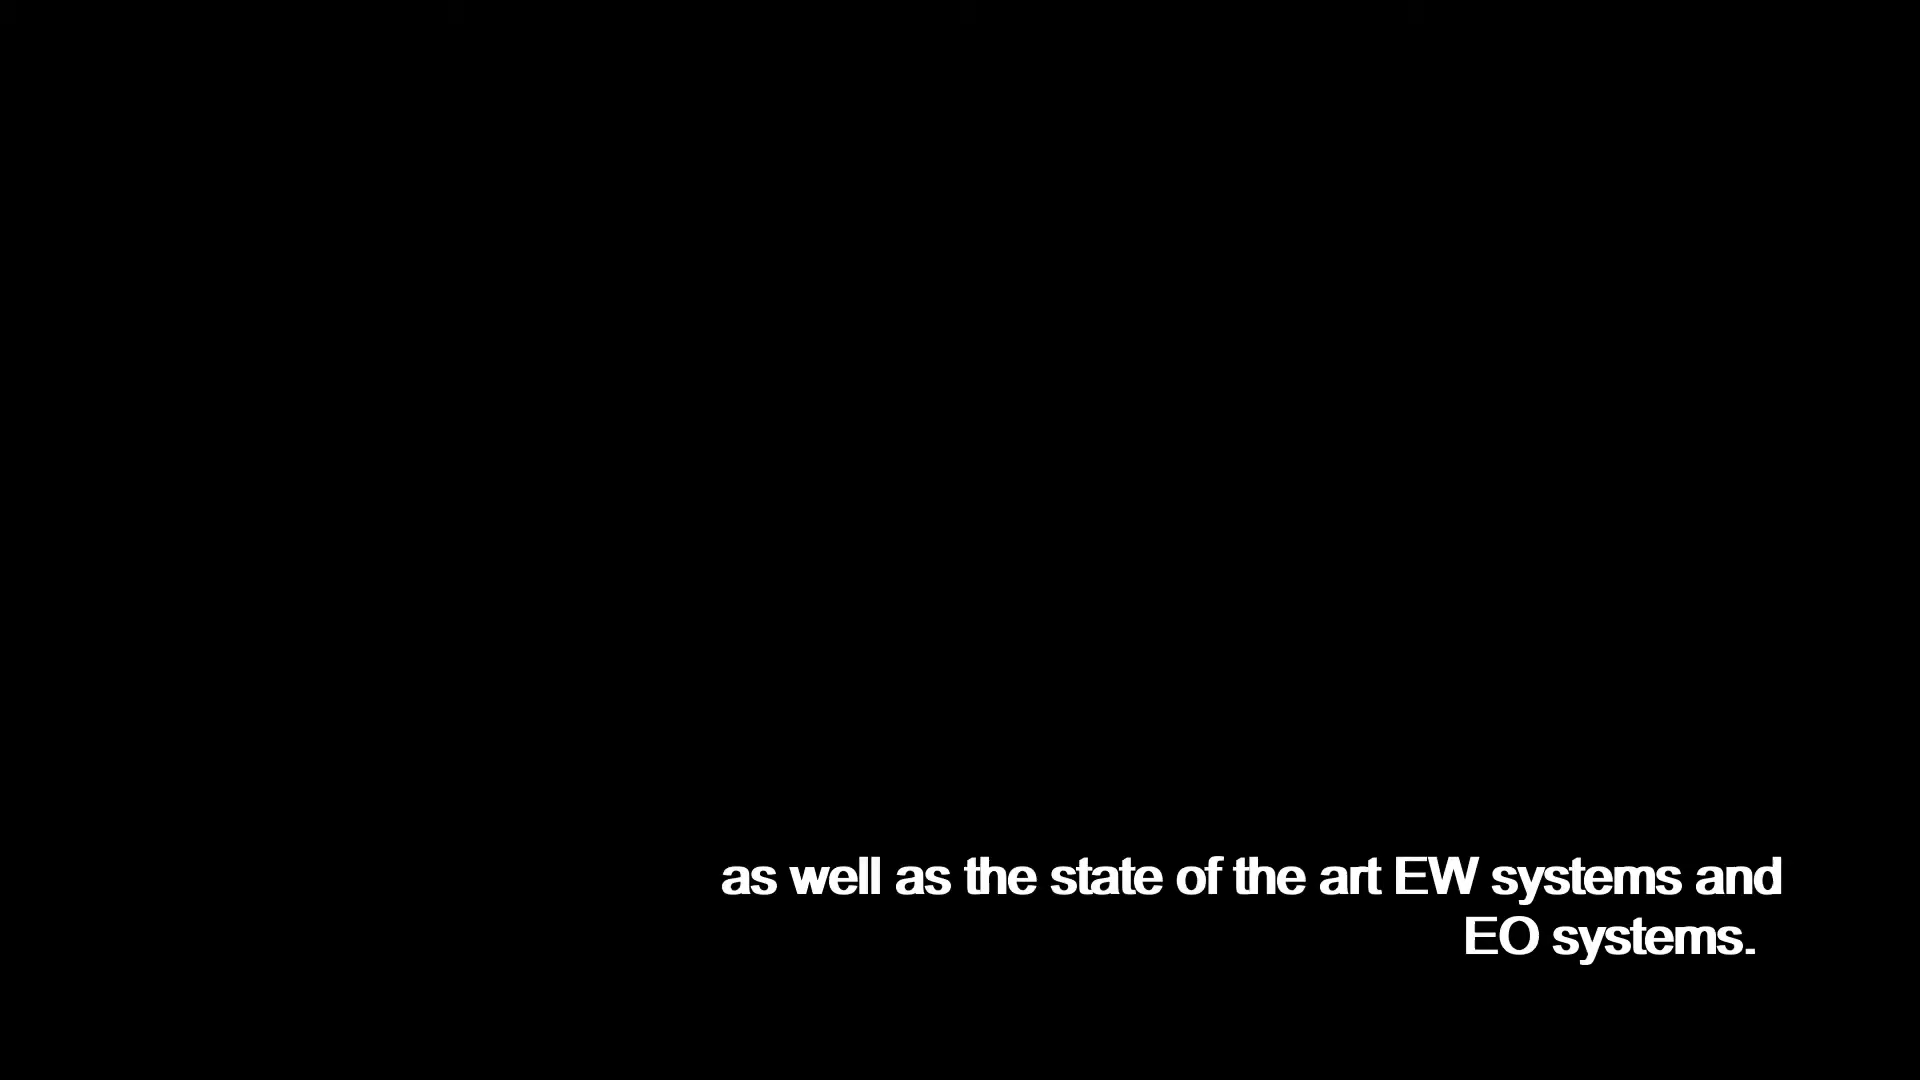 as well as the state of the art EW systems and
EO systems.